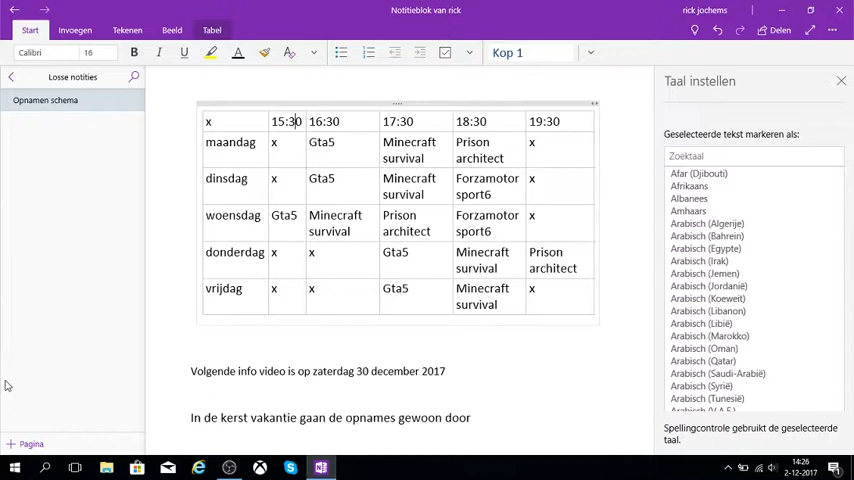 Notitieblok van rick
rick jochems
Start Invoegen Tekenen Beeld Tabel
Delen
Calibri 16 B I U A A Kop 1
Losse notities
Opnamen schema
x 15:30 16:30 17:30 18:30 19:30
maandag x Gta5 Minecraft survival Prison architect x
dinsdag x Gta5 Minecraft survival Forzamotor sport6 x
woensdag Gta5 Minecraft survival Prison architect Forzamotor sport6 x
donderdag x x Gta5 Minecraft survival Prison architect
vrijdag x x Gta5 Minecraft survival x
Volgende info video is op zaterdag 30 december 2017
In de kerst vakantie gaan de opnames gewoon door
+ Pagina
Taal instellen
Geselecteerde tekst markeren als:
Zoektaal
Afar (Djibouti)
Afrikaans
Albanees
Amhaars
Arabisch (Algerije)
Arabisch (Bahrein)
Arabisch (Egypte)
Arabisch (Irak)
Arabisch (Jemen)
Arabisch (Jordanië)
Arabisch (Koeweit)
Arabisch (Libanon)
Arabisch (Libië)
Arabisch (Marokko)
Arabisch (Oman)
Arabisch (Qatar)
Arabisch (Saudi-Arabië)
Arabisch (Syrië)
Arabisch (Tunesië)
Arabisch (V.A.E.)
Spellingcontrole gebruikt de geselecteerde
taal.
14:26
2-12-2017